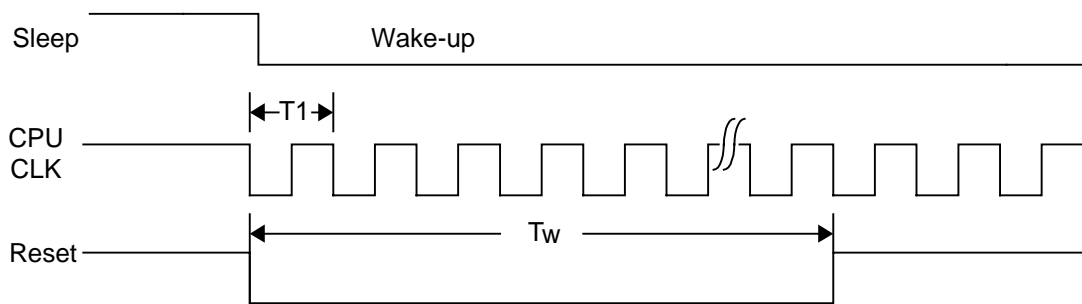 Sleep
Wake-up
T1
CPU
CLK
Tw
Reset